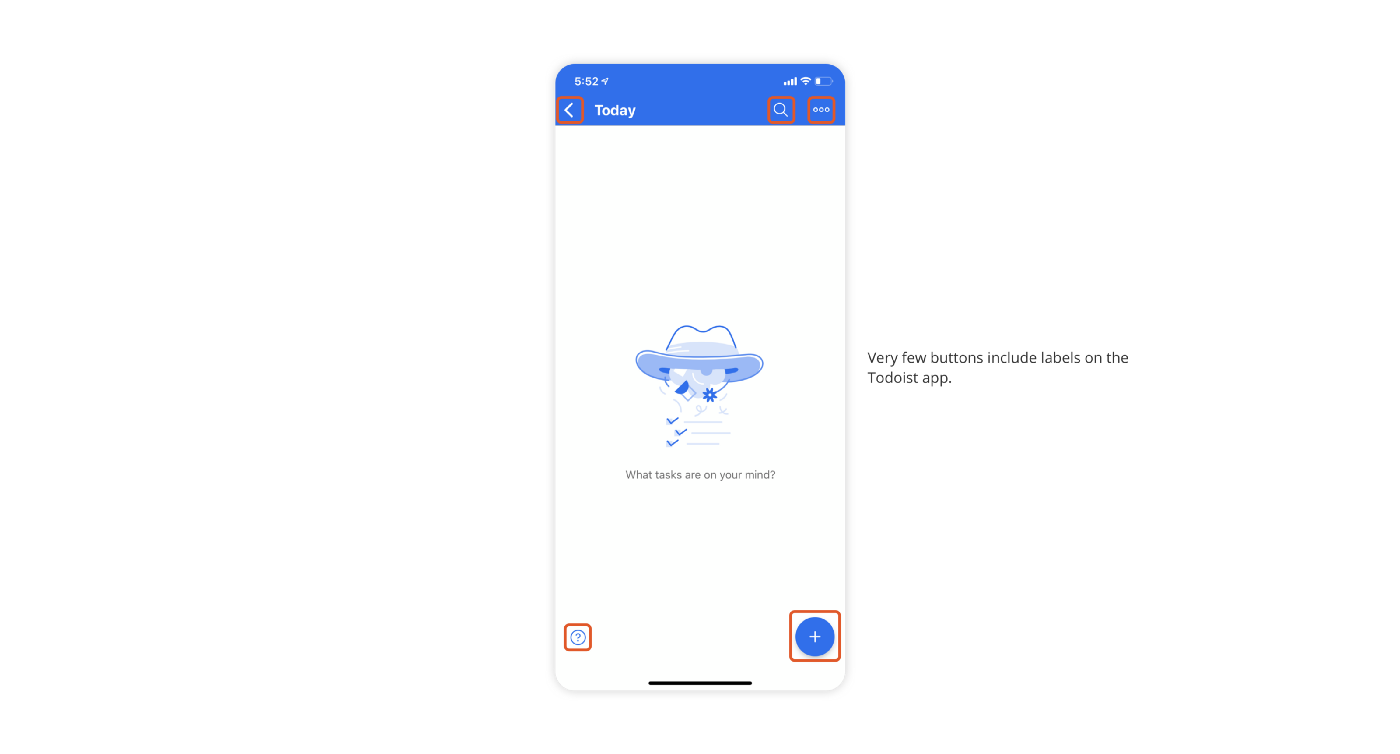 5:52
Today
What tasks are on your mind?
Very few buttons include labels on the
Todoist app.
?
+